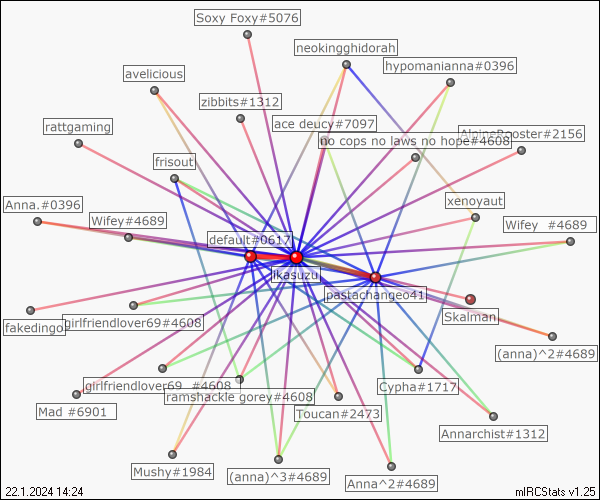 Soxy Foxy#5076
neokingghidorah
hypomanianna#0396
avelicious
zibbits#1312
ace deucy#7097
rattgaming
no cops no laws no hope#4608
AlpineRooster#2156
frisout
xenoyaut
Anna.#0396
Wifey#4689
Wifey #4689
default#0617
ikasuzu
pastachangeo41
Skalman
fakedingo
girlfriendlover69#4608
(anna)^2#4689
girlfriendlover69 #4608
ramshackle gorey#4608
Cypha#1717
Mad #6901
Toucan#2473
Annarchist#1312
Mushy#1984
(anna)^3#4689
Anna^2#4689
22.1.2024 14:24
mIRCStats v1.25